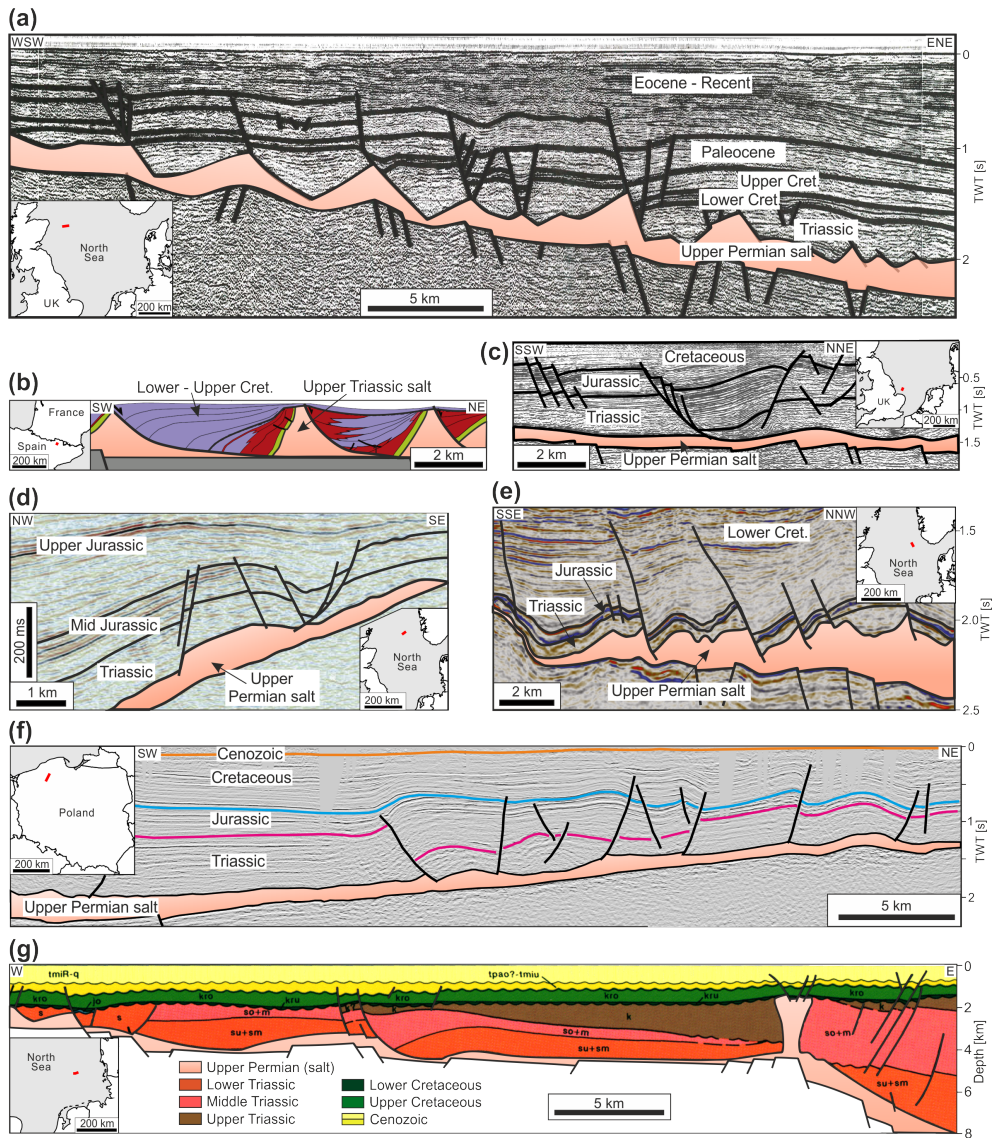 (a)
WSW
ENE
0
Eocene - Recent
Paleocene
1
Upper Cret.
Lower Cret.
Triassic
Upper Permian salt
2
TWT [s]
5 km
North
Sea
UK
200 km
(b)
Lower - Upper Cret.
Upper Triassic salt
SW
NE
France
Spain
200 km
2 km
(c)
SSW
NNE
Cretaceous
Jurassic
Triassic
Upper Permian salt
0.5
1.0
1.5
TWT [s]
2 km
UK
200 km
(d)
NW
SE
Upper Jurassic
Mid Jurassic
Triassic
Upper
Permian salt
200 ms
1 km
North
Sea
200 km
(e)
SSE
NNW
Lower Cret.
Jurassic
Triassic
Upper Permian salt
1.5
2.0
2.5
TWT [s]
2 km
North
Sea
200 km
(f)
SW
NE
Cenozoic
Cretaceous
Jurassic
Triassic
Upper Permian salt
0
1
2
TWT [s]
5 km
Poland
200 km
(g)
W
E
tmiR-q
tpao?-tmiu
kro
jo
kro
kru
kro
kro
kru
kro
s
s
so+m
su+sm
k
k
so+m
su+sm
k
so+m
su+sm
0
2
4
6
8
Depth [km]
North
Sea
200 km
Upper Permian (salt)
Lower Triassic
Middle Triassic
Upper Triassic
Lower Cretaceous
Upper Cretaceous
Cenozoic
5 km